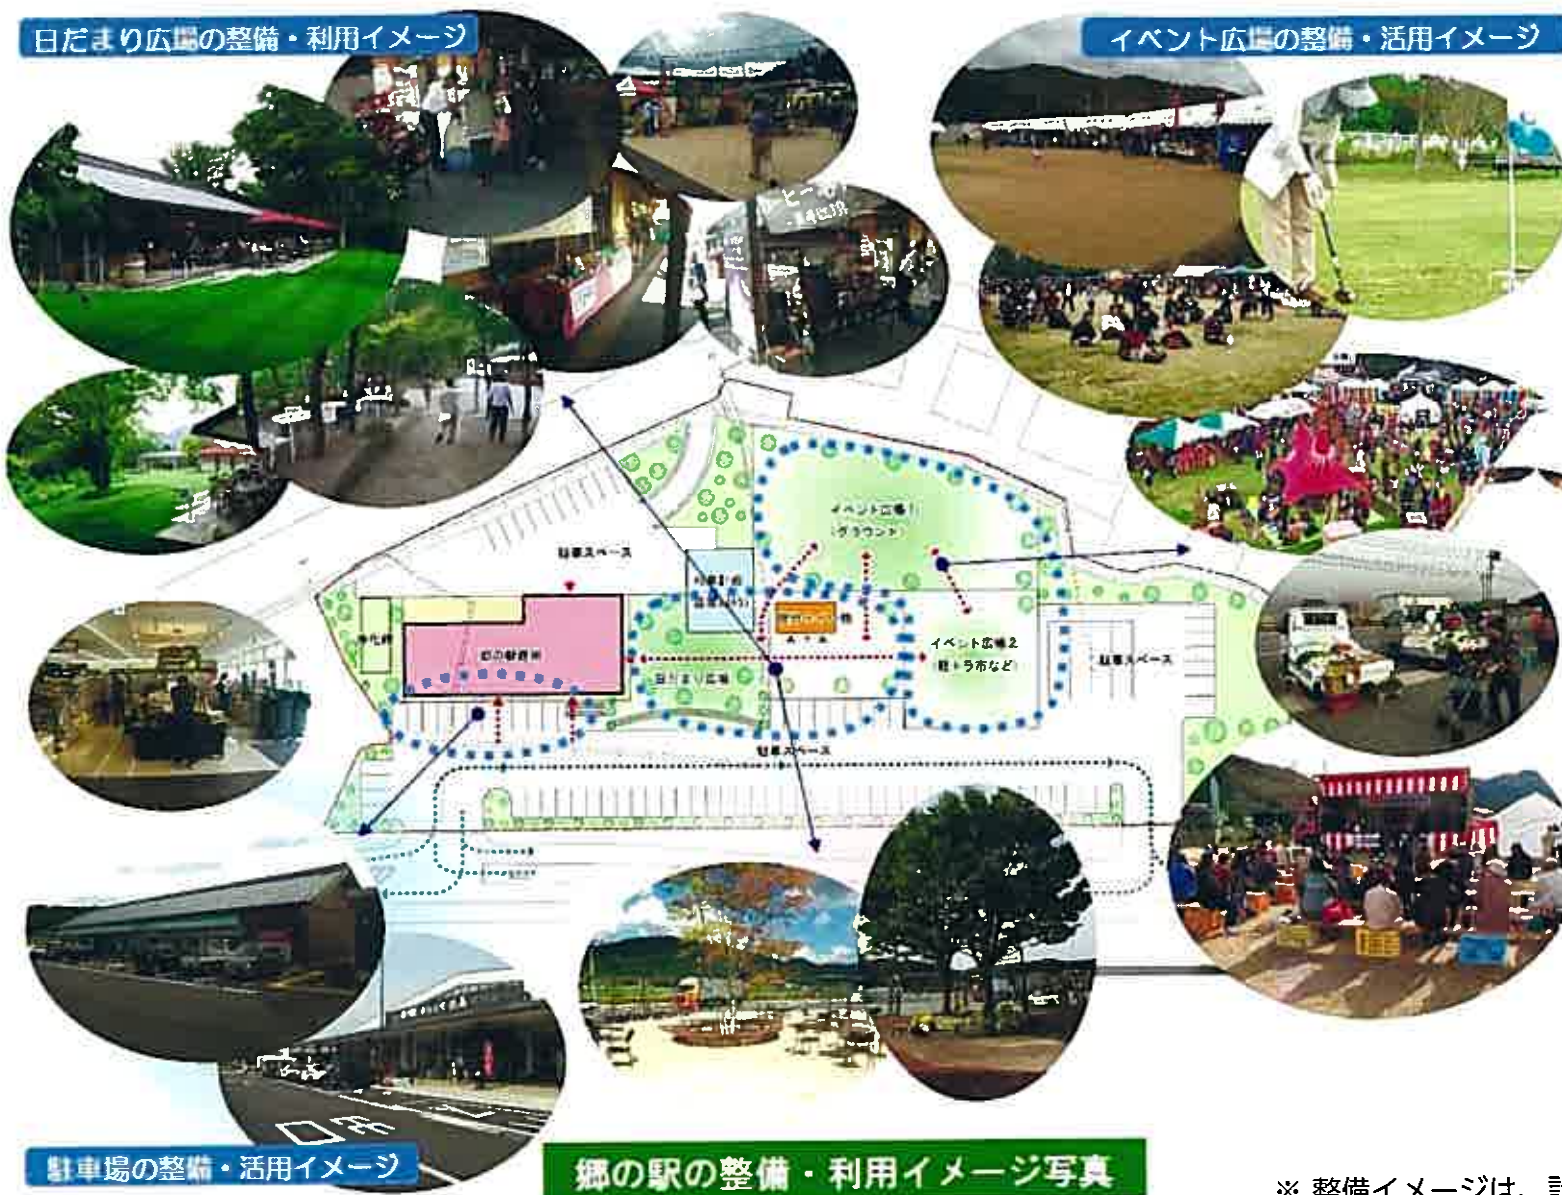 日だまり広場の整備・利用イメージ
イベント広場の整備・活用イメージ
イベント広場1
(グラウンド)
駐車スペース
浄化槽
郷の駅建物
日だまり広場
イベント広場2
(軽トラ市など)
駐車スペース
駐車スペース
駐車場の整備・活用イメージ
郷の駅の整備・利用イメージ写真
※ 整備イメージは、